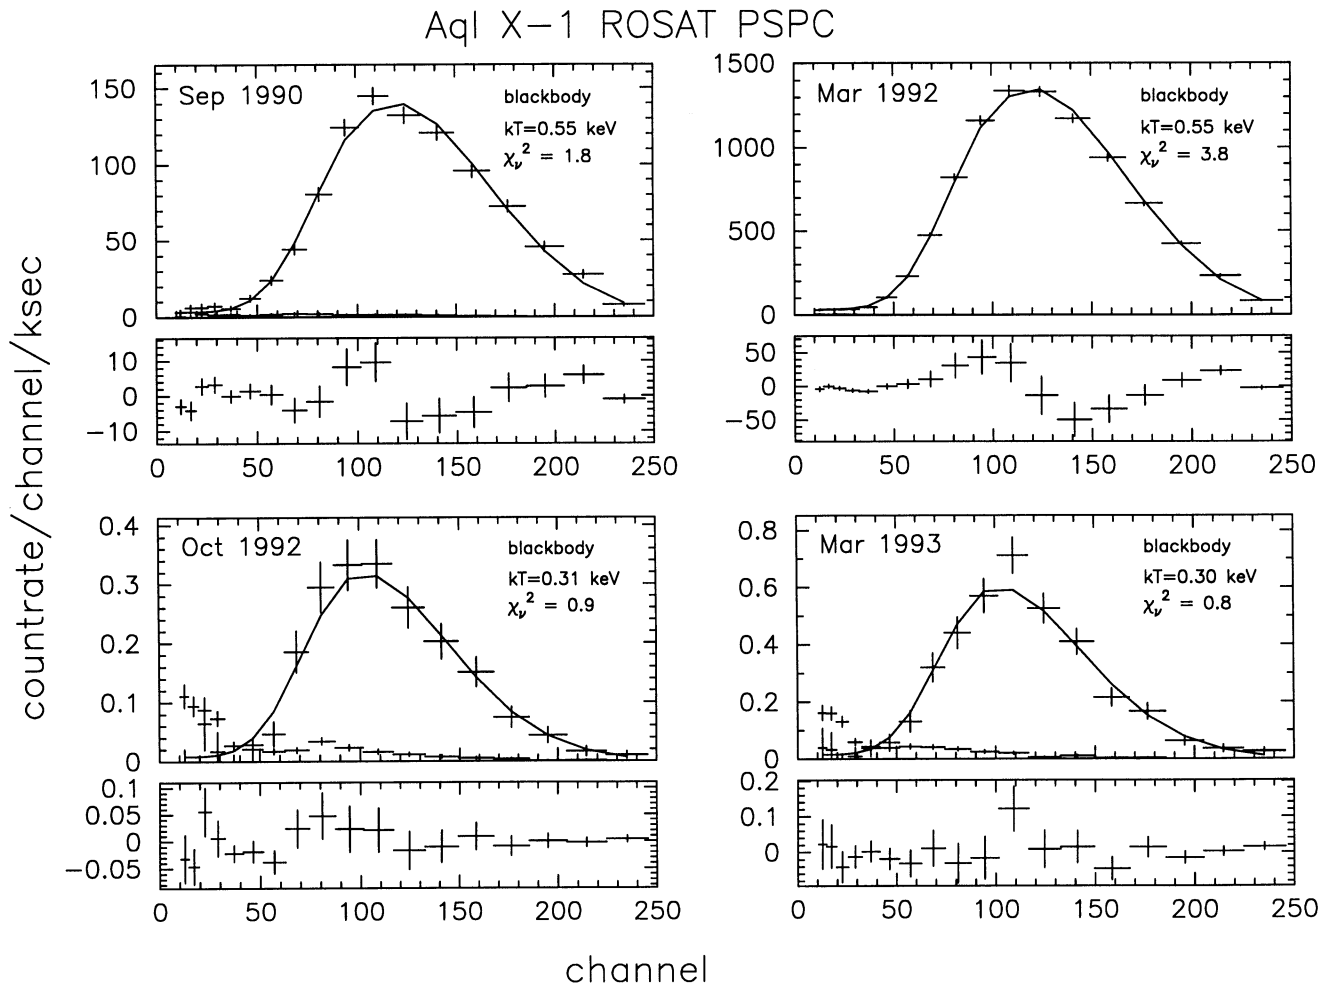 Aql X−1 ROSAT PSPC
countrate/channel/ksec
Sep 1990
blackbody
kT=0.55 keV
χν² = 1.8
150
100
50
0
10
0
−10
0 50 100 150 200 250
Mar 1992
blackbody
kT=0.55 keV
χν² = 3.8
1500
1000
500
0
50
0
−50
0 50 100 150 200 250
Oct 1992
blackbody
kT=0.31 keV
χν² = 0.9
0.4
0.3
0.2
0.1
0
0.1
0.05
0
−0.05
0 50 100 150 200 250
Mar 1993
blackbody
kT=0.30 keV
χν² = 0.8
0.8
0.6
0.4
0.2
0
0.2
0.1
0
0 50 100 150 200 250
channel